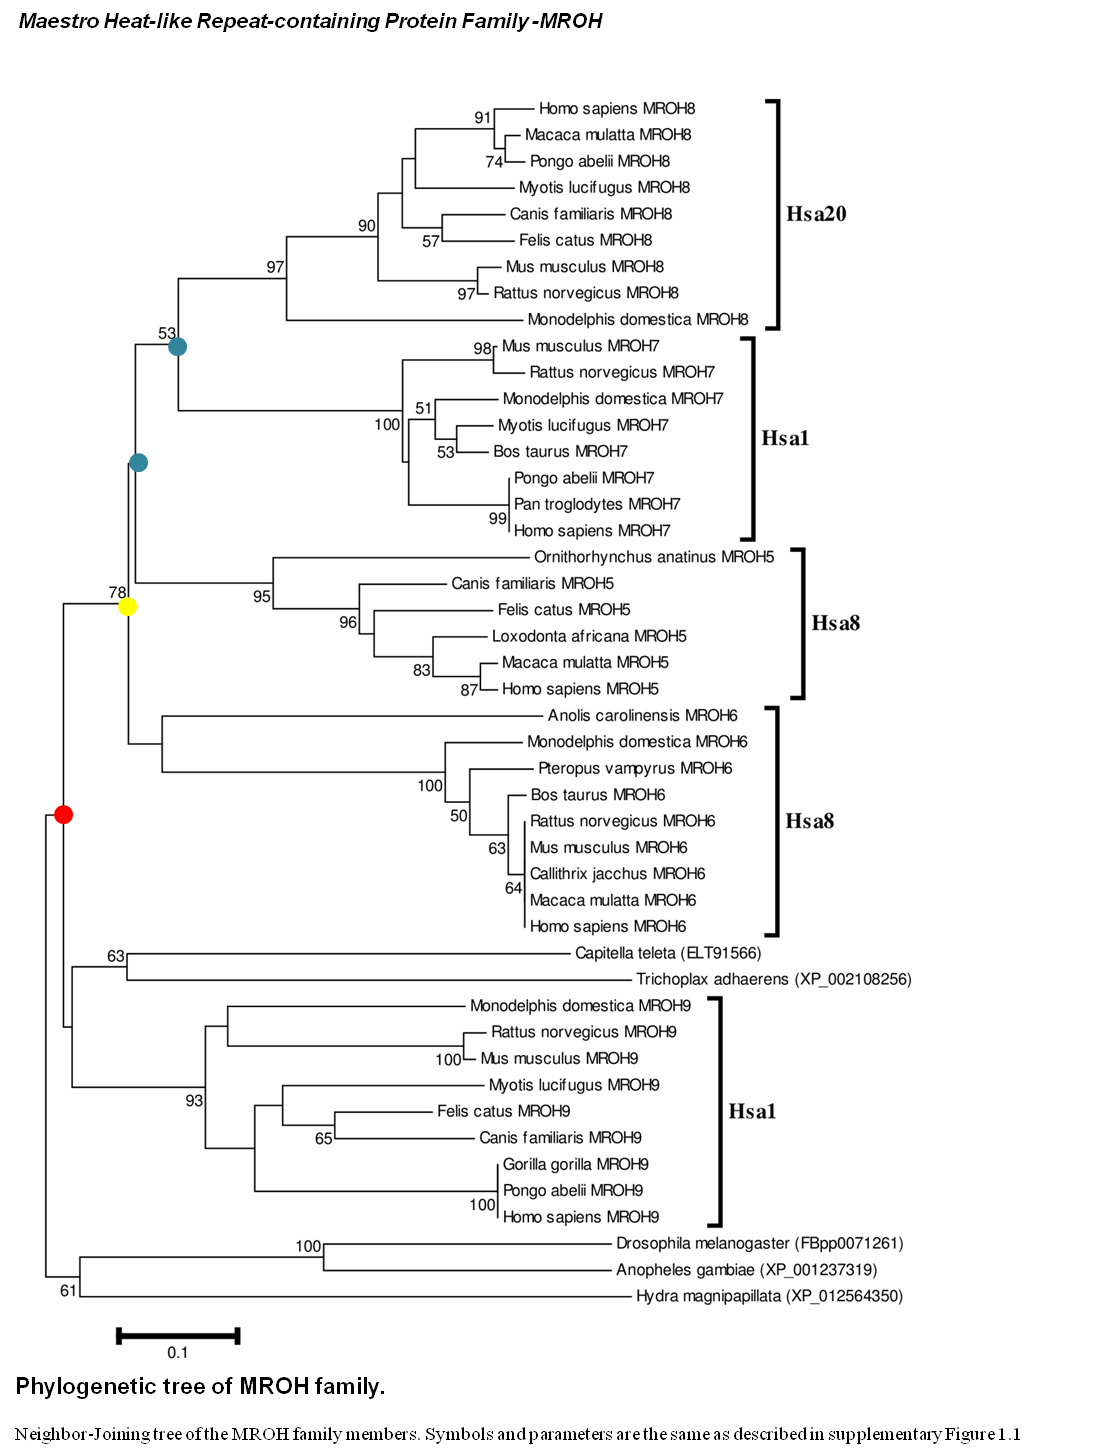 Maestro Heat-like Repeat-containing Protein Family -MROH
91
Homo sapiens MROH8
Macaca mulatta MROH8
74
Pongo abelii MROH8
Myotis lucifugus MROH8
Canis familiaris MROH8
Hsa20
90
57
Felis catus MROH8
97
Mus musculus MROH8
97
Rattus norvegicus MROH8
Monodelphis domestica MROH8
53
98
Mus musculus MROH7
Rattus norvegicus MROH7
Monodelphis domestica MROH7
51
100
Myotis lucifugus MROH7
Hsa1
53
Bos taurus MROH7
Pongo abelii MROH7
Pan troglodytes MROH7
99
Homo sapiens MROH7
Ornithorhynchus anatinus MROH5
Canis familiaris MROH5
78
95
Felis catus MROH5
96
Hsa8
Loxodonta africana MROH5
Macaca mulatta MROH5
83
87
Homo sapiens MROH5
Anolis carolinensis MROH6
Monodelphis domestica MROH6
Pteropus vampyrus MROH6
100
Bos taurus MROH6
50
Rattus norvegicus MROH6
Hsa8
Mus musculus MROH6
63
Callithrix jacchus MROH6
64
Macaca mulatta MROH6
Homo sapiens MROH6
63
Capitella teleta (ELT91566)
Trichoplax adhaerens (XP_002108256)
Monodelphis domestica MROH9
Rattus norvegicus MROH9
100
Mus musculus MROH9
Myotis lucifugus MROH9
93
Felis catus MROH9
Hsa1
65
Canis familiaris MROH9
Gorilla gorilla MROH9
Pongo abelii MROH9
100
Homo sapiens MROH9
100
Drosophila melanogaster (FBpp0071261)
Anopheles gambiae (XP_001237319)
61
Hydra magnipapillata (XP_012564350)
0.1
Phylogenetic tree of MROH family.
Neighbor-Joining tree of the MROH family members. Symbols and parameters are the same as described in supplementary Figure 1.1